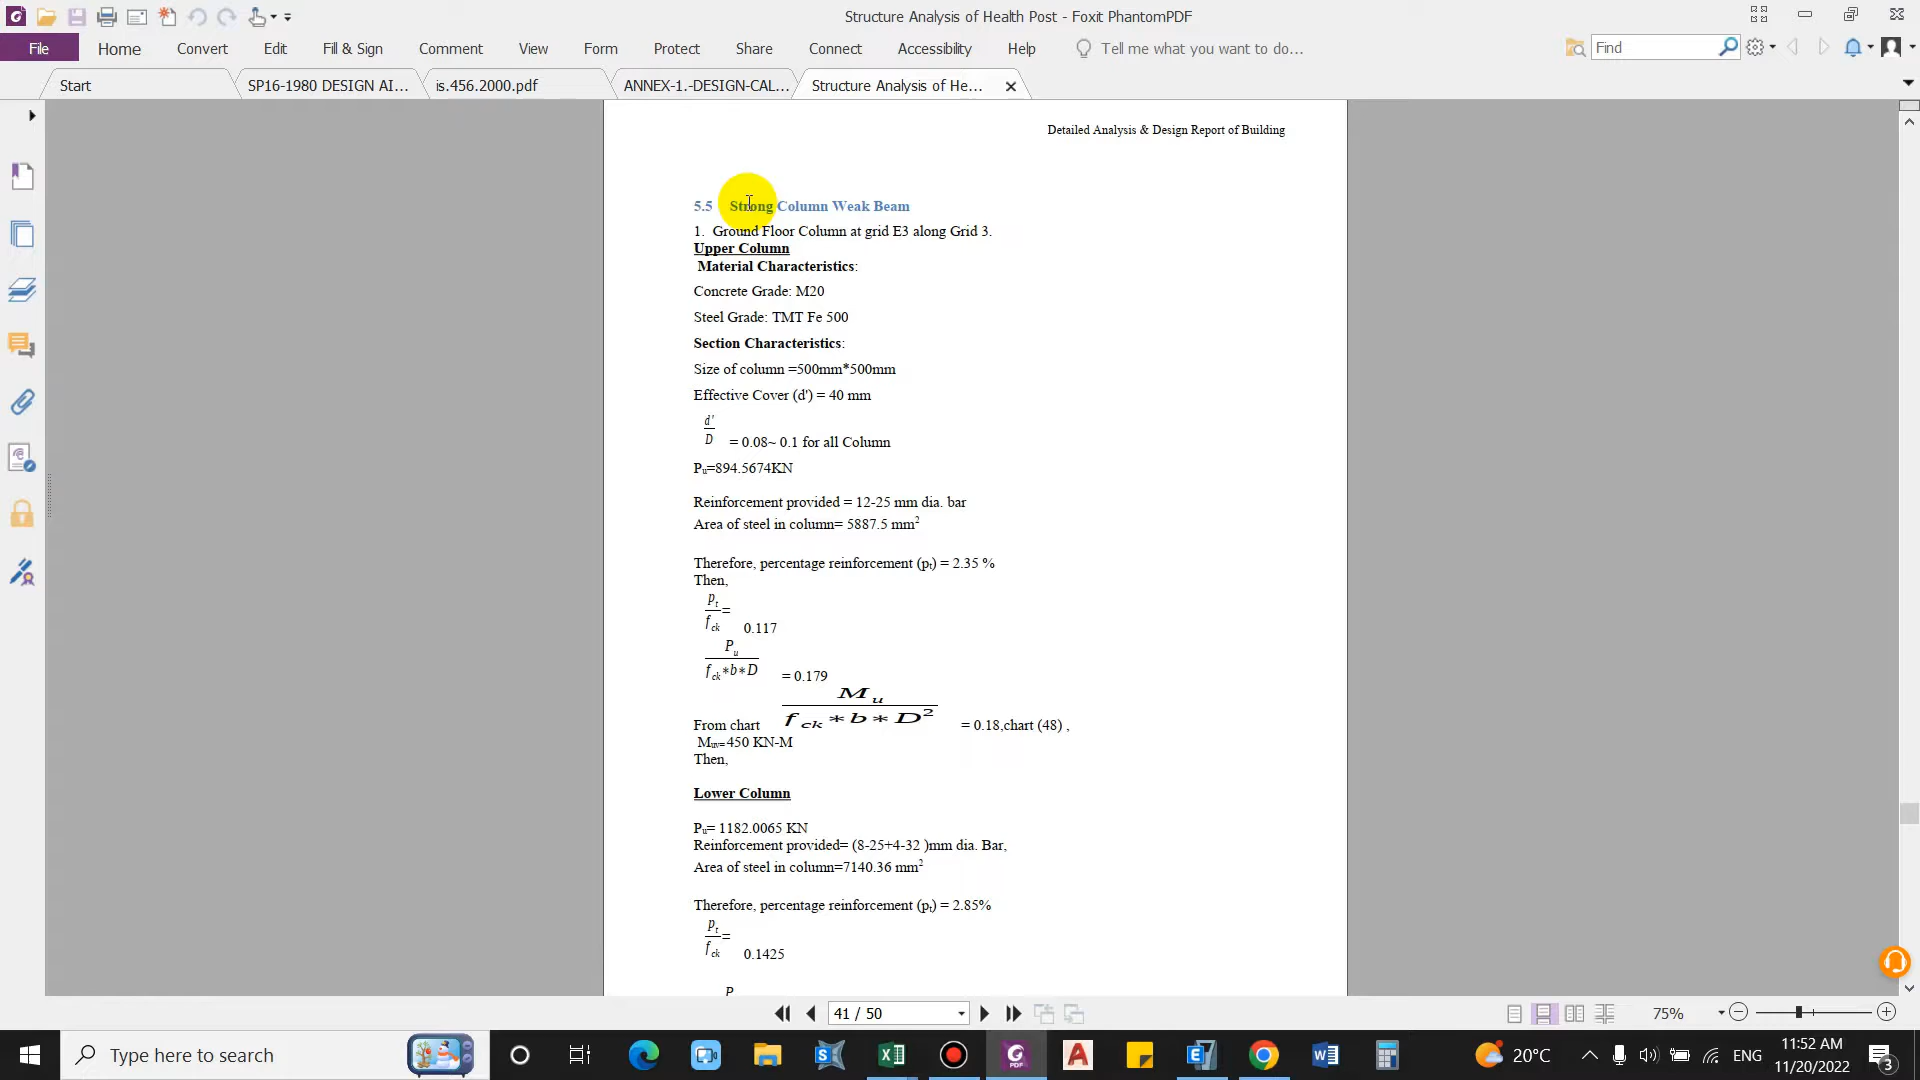 Structure Analysis of Health Post - Foxit PhantomPDF
File Home Convert Edit Fill & Sign Comment View Form Protect Share Connect Accessibility Help Tell me what you want to do... Find
Start SP16-1980 DESIGN AI... is.456.2000.pdf ANNEX-1.-DESIGN-CAL... Structure Analysis of He...
Detailed Analysis & Design Report of Building
5.5 Strong Column Weak Beam
1. Ground Floor Column at grid E3 along Grid 3.
Upper Column
Material Characteristics:
Concrete Grade: M20
Steel Grade: TMT Fe 500
Section Characteristics:
Size of column =500mm*500mm
Effective Cover (d') = 40 mm
d'
D = 0.08~ 0.1 for all Column
Pu=894.5674KN
Reinforcement provided = 12-25 mm dia. bar
Area of steel in column= 5887.5 mm2
Therefore, percentage reinforcement (pt) = 2.35 %
Then,
pt =
fck 0.117
Pu
fck*b*D = 0.179
Mu
From chart fck*b*D2 = 0.18,chart (48) ,
Muv=450 KN-M
Then,
Lower Column
Pu= 1182.0065 KN
Reinforcement provided= (8-25+4-32 )mm dia. Bar,
Area of steel in column=7140.36 mm2
Therefore, percentage reinforcement (pt) = 2.85%
pt =
fck 0.1425
P
41 / 50 75%
Type here to search 20°C ENG 11:52 AM
11/20/2022 3